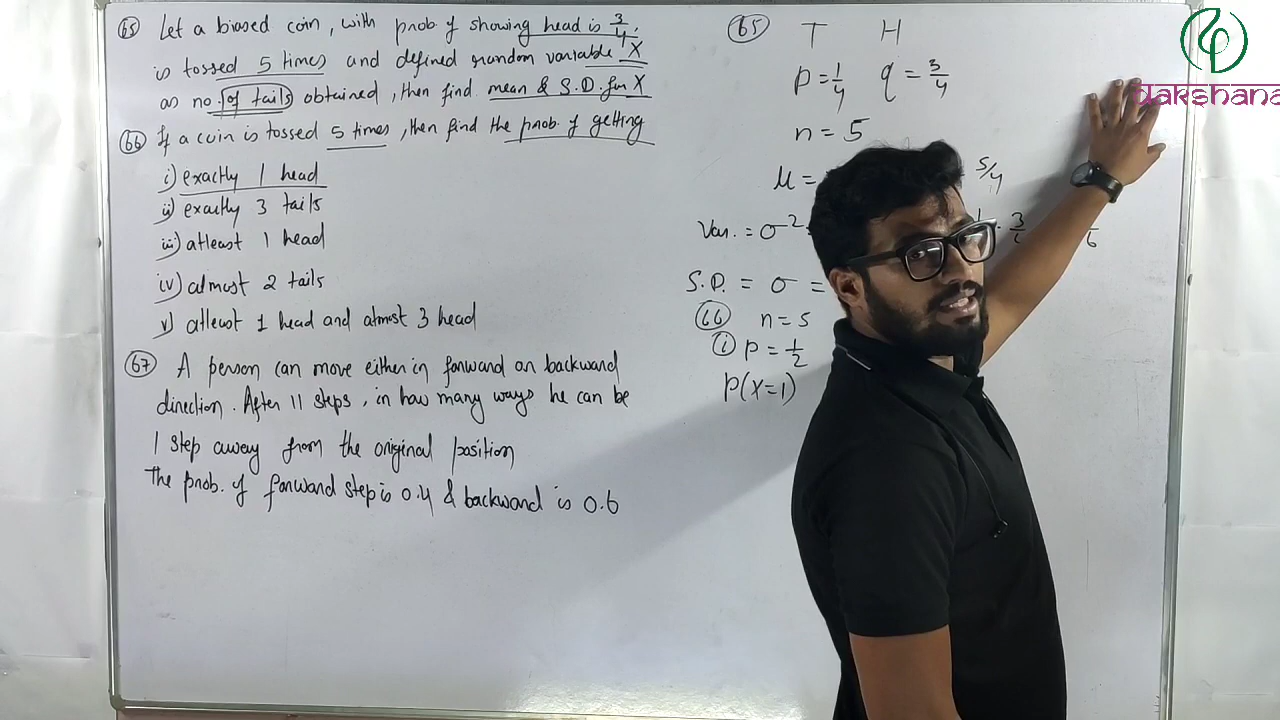 65 Let a biased coin, with prob of showing head is 3/4.
is tossed 5 times and defined random variable X
as no. of tails obtained, then find mean & S.D. for X
66 If a coin is tossed 5 times, then find the prob of getting
i) exactly 1 head
ii) exactly 3 tails
iii) atleast 1 head
iv) atmost 2 tails
v) atleast 1 head and atmost 3 head
67 A person can move either in forward or backward
direction. After 11 steps, in how many ways he can be
1 step away from the original position
The prob. of forward step is 0.4 & backward is 0.6
65 T H
p = 1/4 q = 3/4
n = 5
μ = 5/4
Var. = σ² · 3/
S.D. = σ =
66 n = 5
i p = 1/2
P(X=1)
dakshana